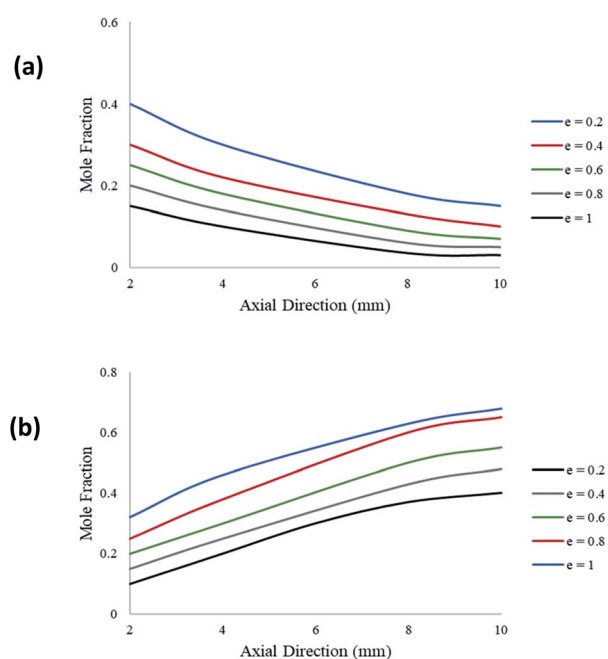 (a)
Mole Fraction
0.6
0.4
0.2
0
2 4 6 8 10
Axial Direction (mm)
e = 0.2
e = 0.4
e = 0.6
e = 0.8
e = 1
(b)
Mole Fraction
0.8
0.6
0.4
0.2
0
2 4 6 8 10
Axial Direction (mm)
e = 0.2
e = 0.4
e = 0.6
e = 0.8
e = 1